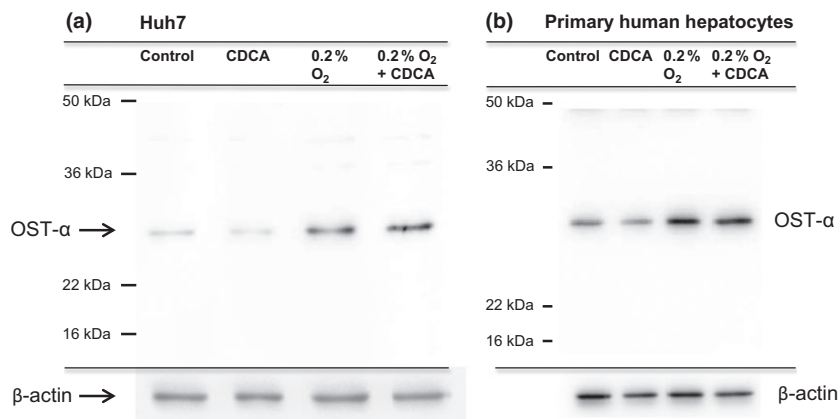 (a) Huh7
Control CDCA 0.2% O₂ 0.2% O₂ + CDCA
50 kDa
36 kDa
OST-α
22 kDa
16 kDa
β-actin
(b) Primary human hepatocytes
Control CDCA 0.2% O₂ 0.2% O₂ + CDCA
50 kDa
36 kDa
OST-α
22 kDa
16 kDa
β-actin